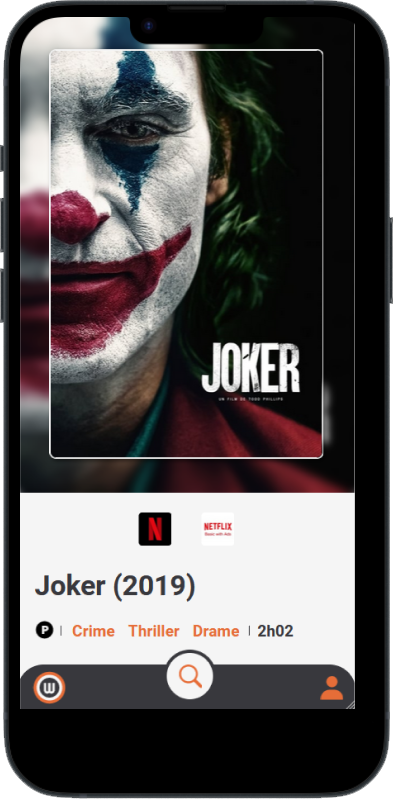 JOKER
UN FILM DE TODD PHILLIPS
N
NETFLIX
Basic with Ads
Joker (2019)
P | Crime Thriller Drame | 2h02
W